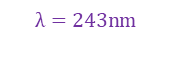 λ = 243nm